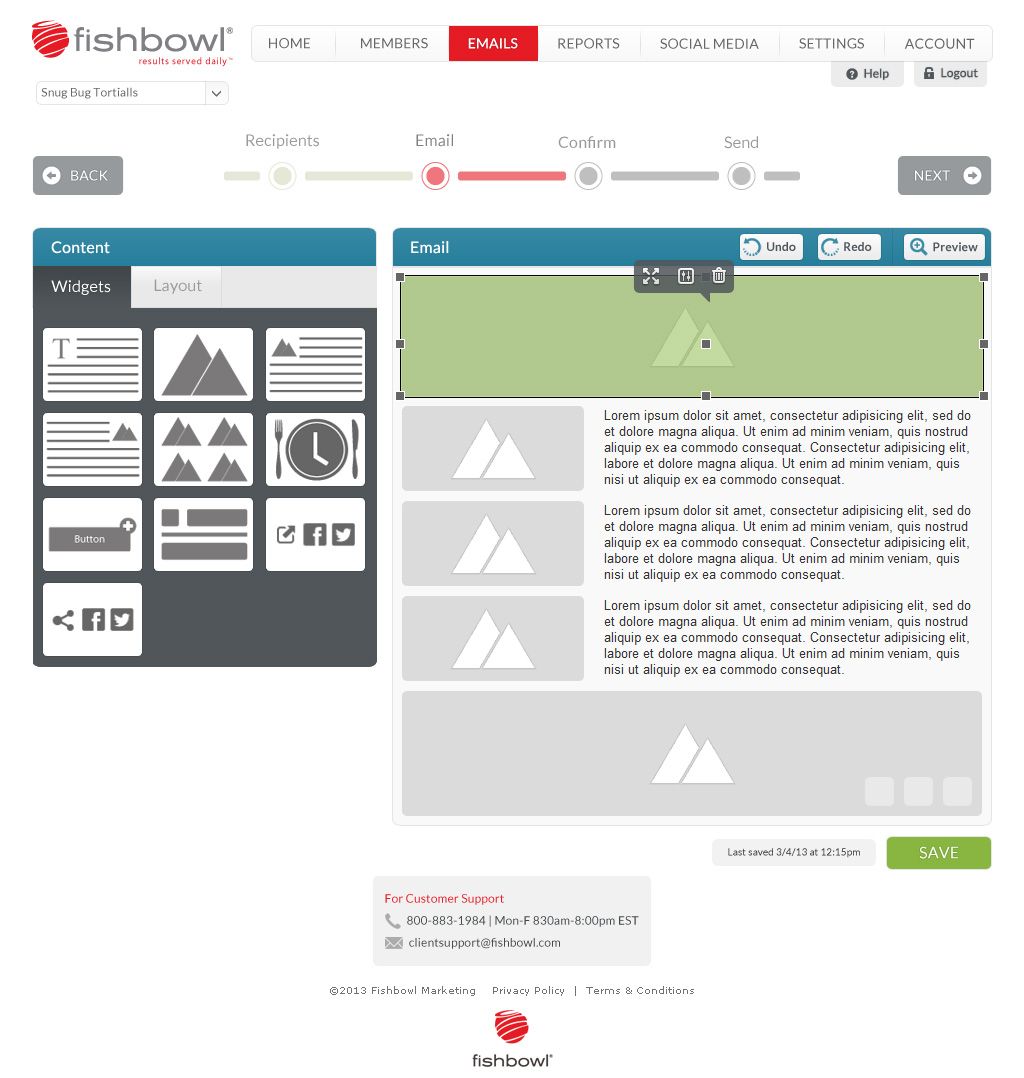 fishbowl®
results served daily™
HOME MEMBERS EMAILS REPORTS SOCIAL MEDIA SETTINGS ACCOUNT
Help Logout
Snug Bug Tortialls
Recipients Email Confirm Send
BACK NEXT
Content
Widgets Layout
T
Button
Email Undo Redo Preview
Lorem ipsum dolor sit amet, consectetur adipisicing elit, sed do
et dolore magna aliqua. Ut enim ad minim veniam, quis nostrud
aliquip ex ea commodo consequat. Consectetur adipisicing elit,
labore et dolore magna aliqua. Ut enim ad minim veniam, quis
nisi ut aliquip ex ea commodo consequat.
Lorem ipsum dolor sit amet, consectetur adipisicing elit, sed do
et dolore magna aliqua. Ut enim ad minim veniam, quis nostrud
aliquip ex ea commodo consequat. Consectetur adipisicing elit,
labore et dolore magna aliqua. Ut enim ad minim veniam, quis
nisi ut aliquip ex ea commodo consequat.
Lorem ipsum dolor sit amet, consectetur adipisicing elit, sed do
et dolore magna aliqua. Ut enim ad minim veniam, quis nostrud
aliquip ex ea commodo consequat. Consectetur adipisicing elit,
labore et dolore magna aliqua. Ut enim ad minim veniam, quis
nisi ut aliquip ex ea commodo consequat.
Last saved 3/4/13 at 12:15pm SAVE
For Customer Support
800-883-1984 | Mon-F 830am-8:00pm EST
clientsupport@fishbowl.com
©2013 Fishbowl Marketing Privacy Policy | Terms & Conditions
fishbowl®